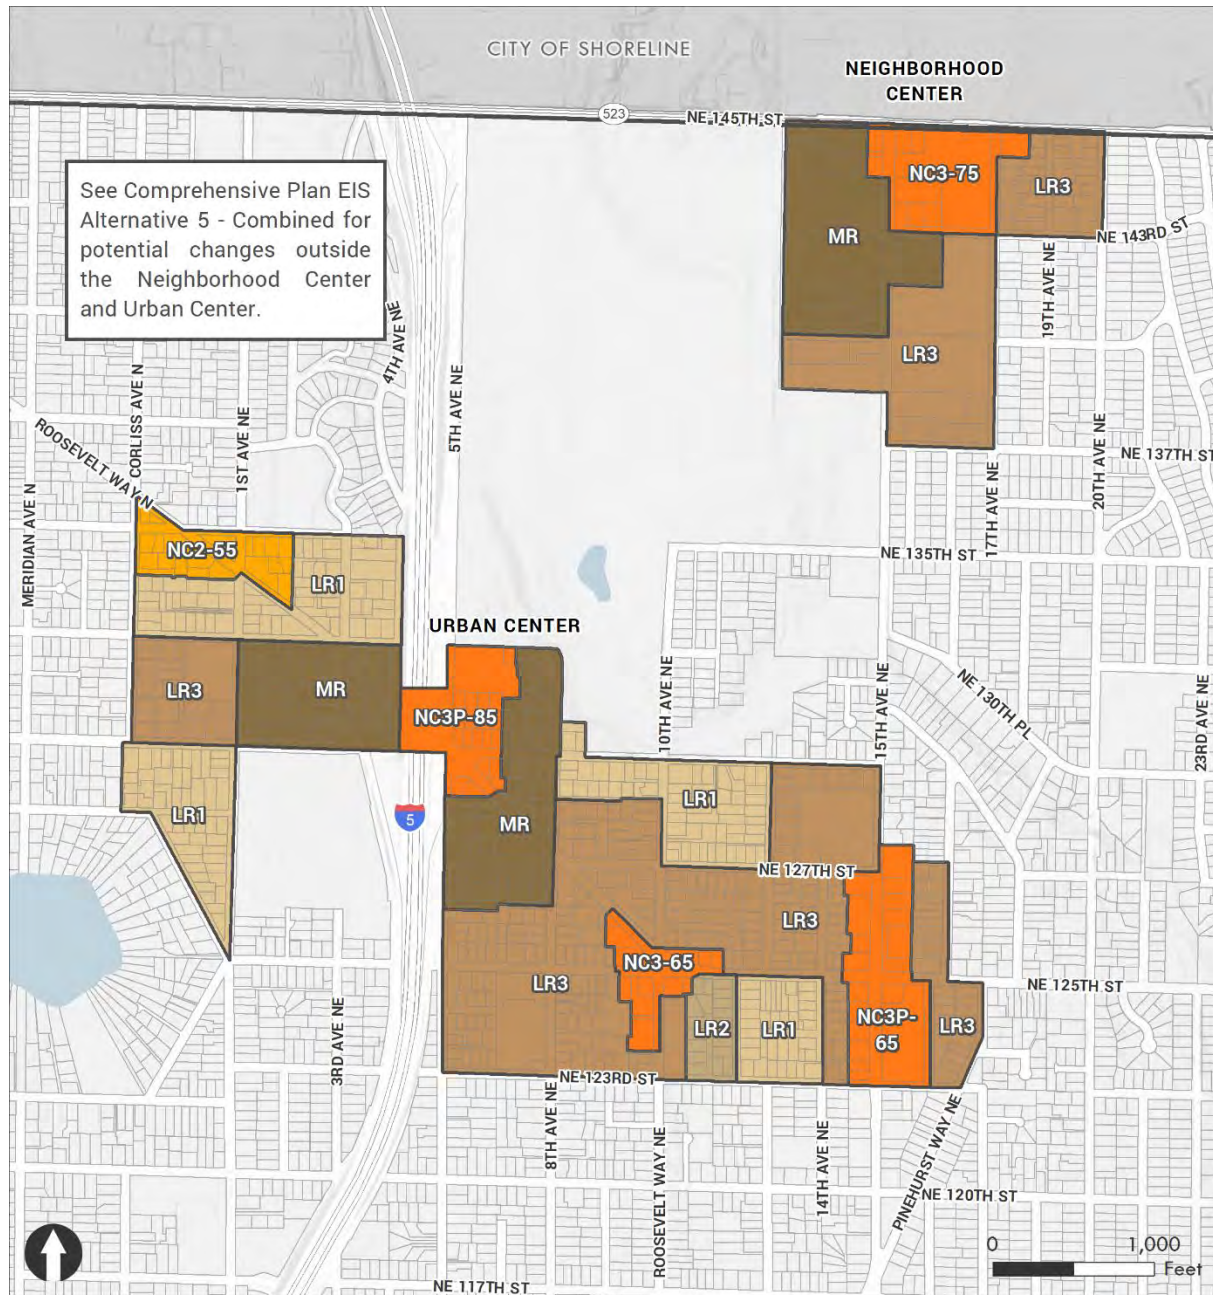 CITY OF SHORELINE
NEIGHBORHOOD
CENTER
523
NE 145TH ST
See Comprehensive Plan EIS
Alternative 5 - Combined for
potential changes outside
the Neighborhood Center
and Urban Center.
NC3-75
LR3
MR
NE 143RD ST
19TH AVE NE
4TH AVE NE
LR3
5TH AVE NE
CORLISS AVE N
1ST AVE NE
ROOSEVELT WAY N
NE 137TH ST
20TH AVE NE
17TH AVE NE
MERIDIAN AVE N
NC2-55
NE 135TH ST
LR1
URBAN CENTER
LR3
MR
NC3P-85
10TH AVE NE
15TH AVE NE
NE 130TH PL
23RD AVE NE
LR1
LR1
5
MR
NE 127TH ST
LR3
NC3-65
LR3
NE 125TH ST
NC3P-
65
LR3
LR2
LR1
3RD AVE NE
NE 123RD ST
8TH AVE NE
ROOSEVELT WAY NE
14TH AVE NE
PINEHURST WAY NE
NE 120TH ST
0
1,000
Feet
NE 117TH ST